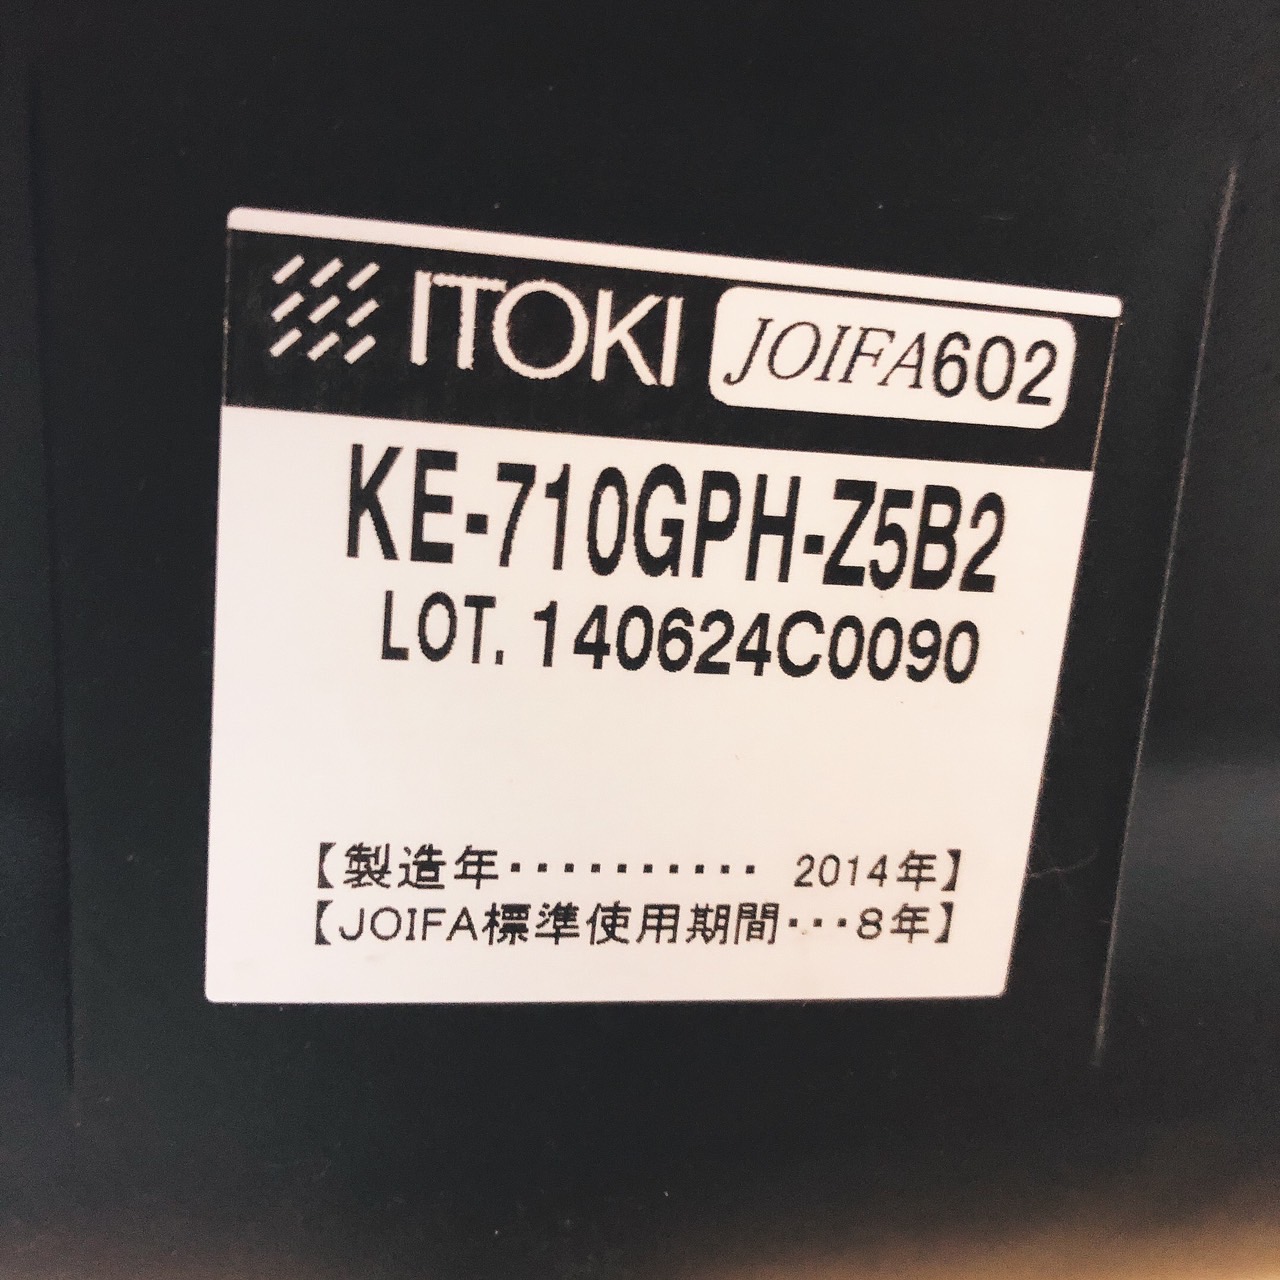 ITOKI JOIFA602
KE-710GPH-Z5B2
LOT. 140624C0090
【製造年・・・・・・・・・・ 2014年】
【JOIFA標準使用期間・・・8年】